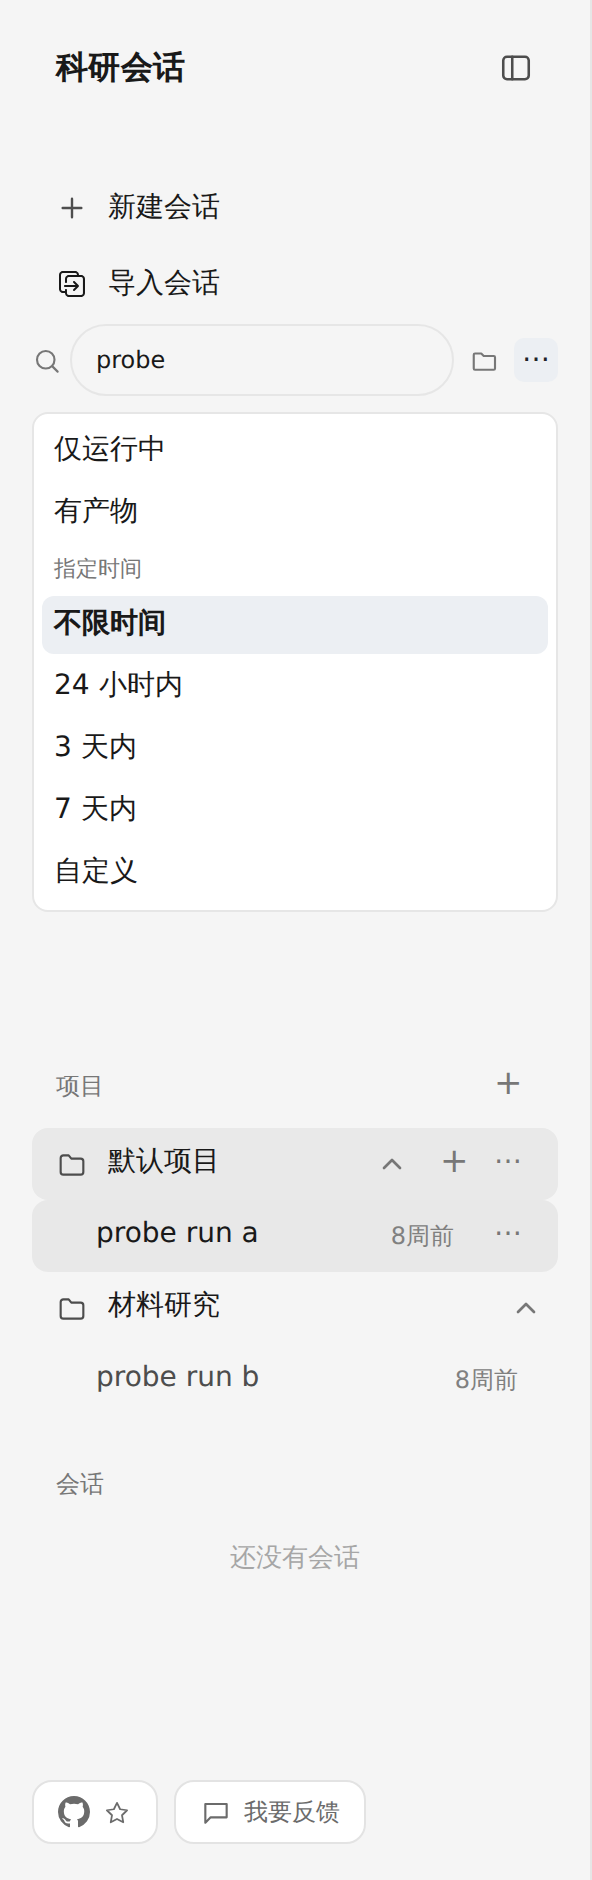 科研会话
新建会话
导入会话
probe
仅运行中
有产物
指定时间
不限时间
24 小时内
3 天内
7 天内
自定义
项目
默认项目
probe run a 8周前
材料研究
probe run b 8周前
会话
还没有会话
我要反馈